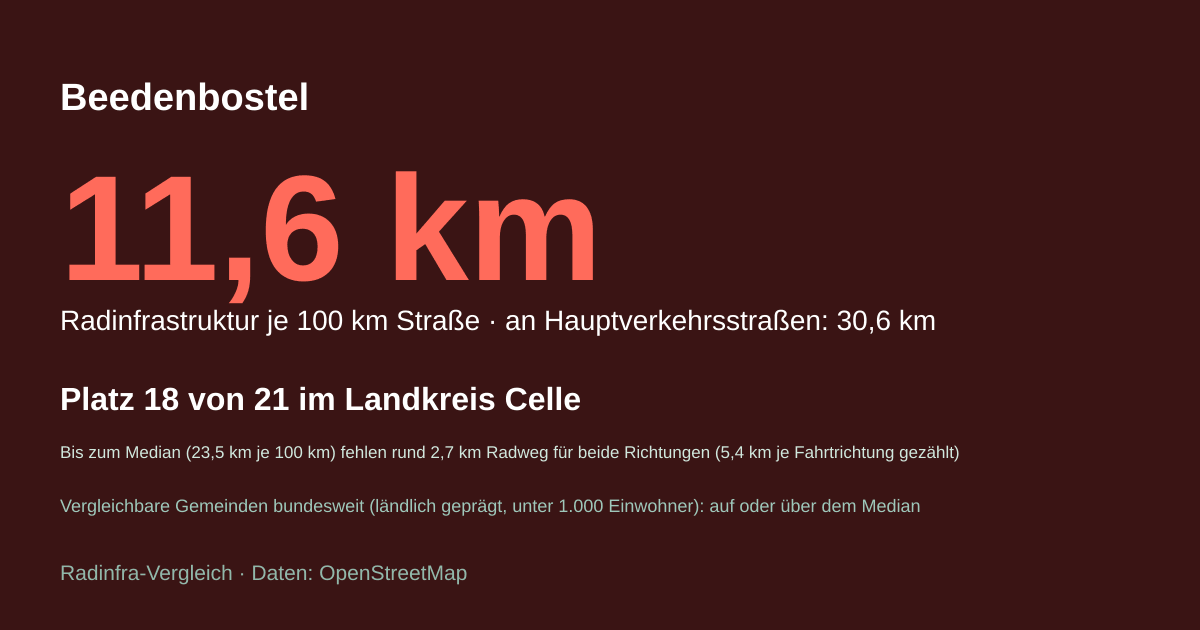 Beedenbostel
11,6 km
Radinfrastruktur je 100 km Straße · an Hauptverkehrsstraßen: 30,6 km
Platz 18 von 21 im Landkreis Celle
Bis zum Median (23,5 km je 100 km) fehlen rund 2,7 km Radweg für beide Richtungen (5,4 km je Fahrtrichtung gezählt)
Vergleichbare Gemeinden bundesweit (ländlich geprägt, unter 1.000 Einwohner): auf oder über dem Median
Radinfra-Vergleich · Daten: OpenStreetMap